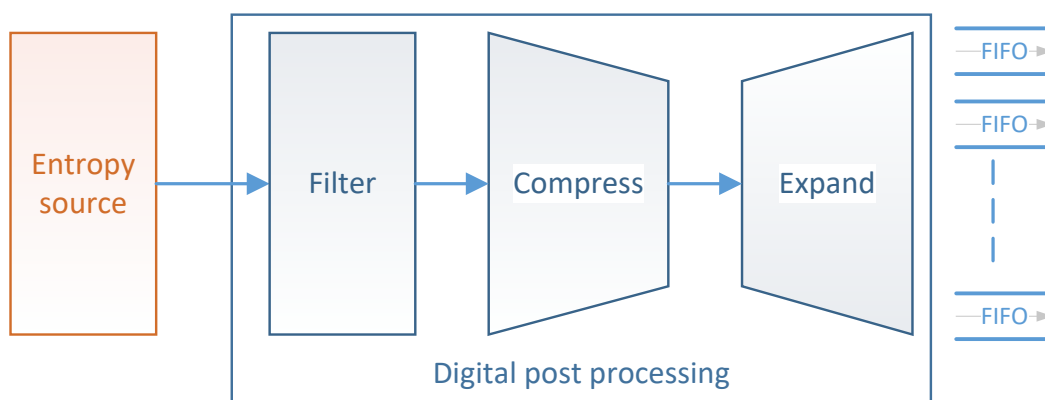 Entropy
source
Filter
Compress
Expand
FIFO
FIFO
FIFO
Digital post processing